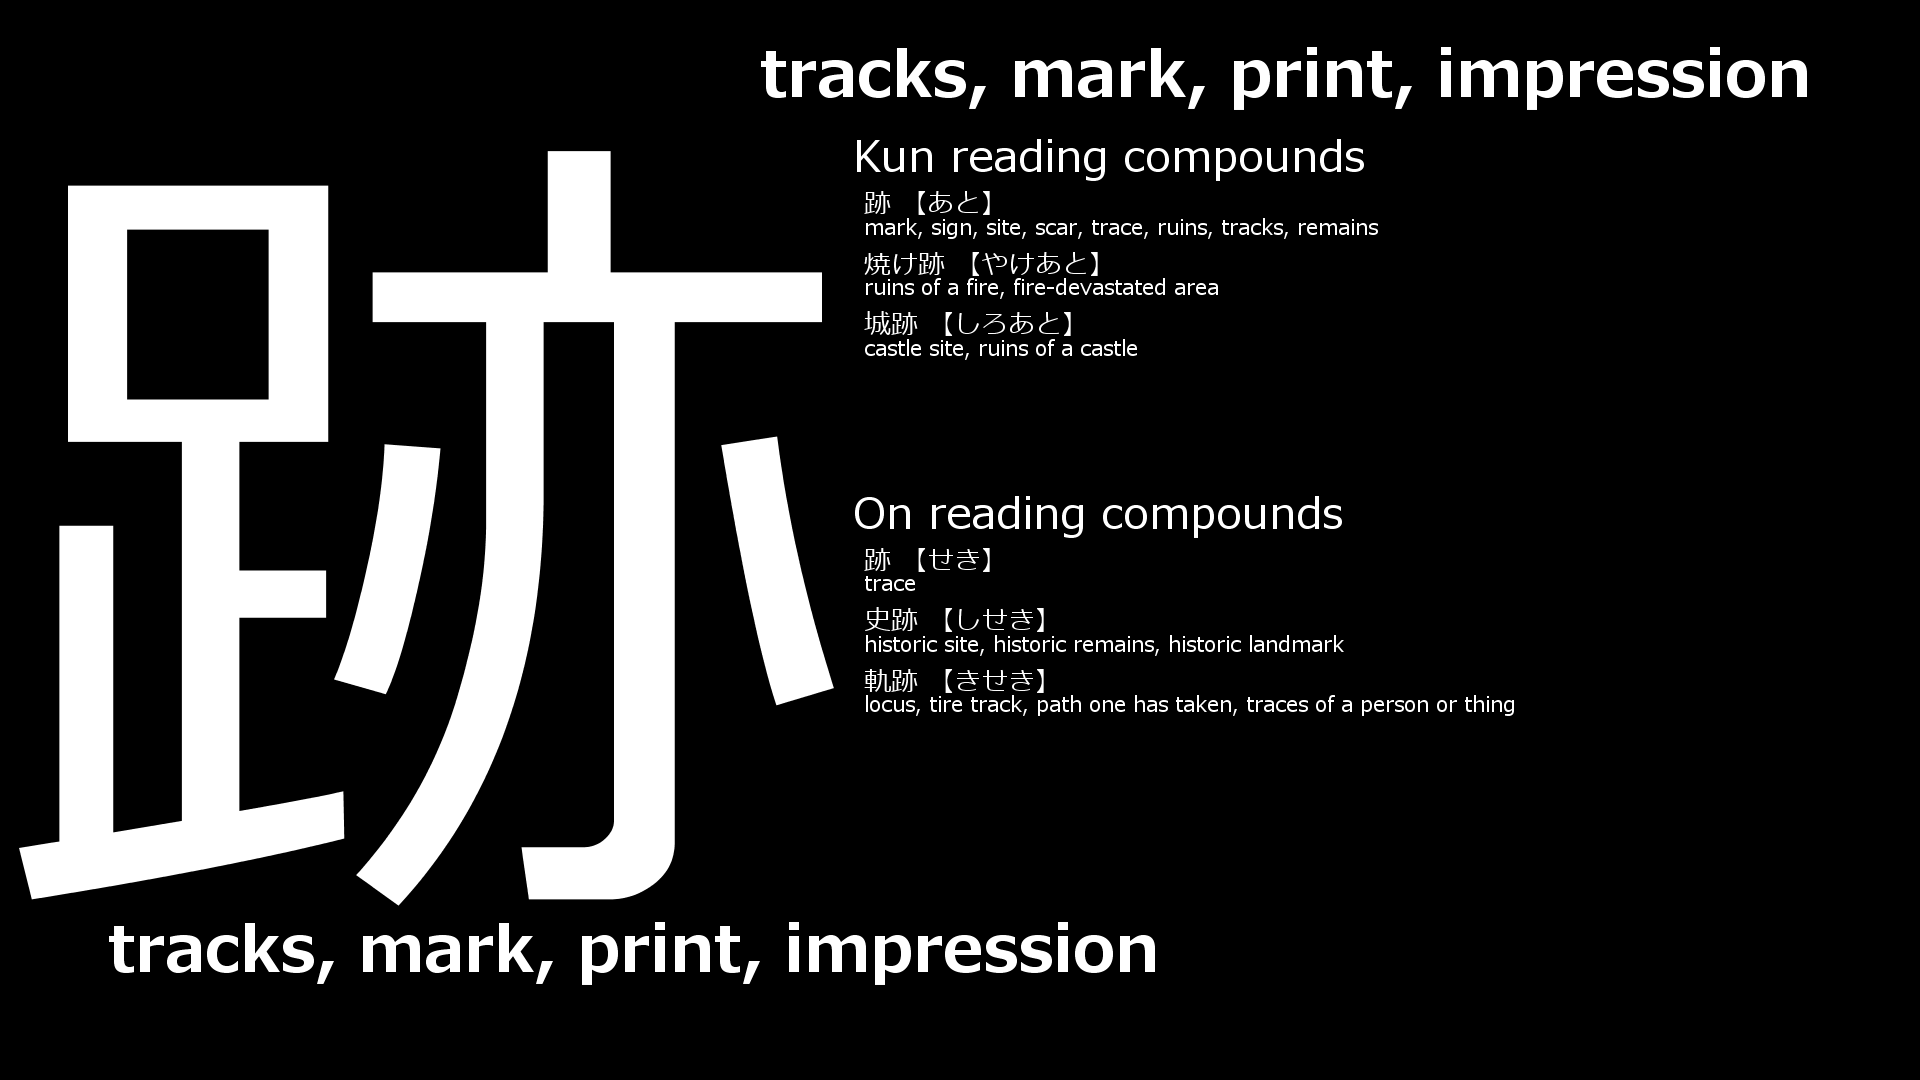 tracks, mark, print, impression
跡
Kun reading compounds
跡 【あと】
mark, sign, site, scar, trace, ruins, tracks, remains
焼け跡 【やけあと】
ruins of a fire, fire-devastated area
城跡 【しろあと】
castle site, ruins of a castle
On reading compounds
跡 【せき】
trace
史跡 【しせき】
historic site, historic remains, historic landmark
軌跡 【きせき】
locus, tire track, path one has taken, traces of a person or thing
tracks, mark, print, impression